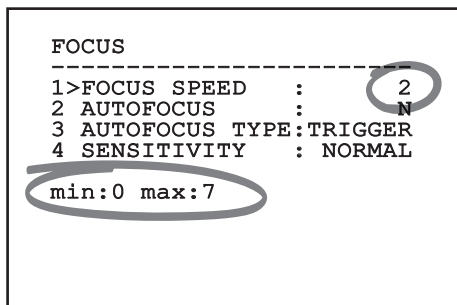 FOCUS
--------------------------
1>FOCUS SPEED : 2
2 AUTOFOCUS : N
3 AUTOFOCUS TYPE:TRIGGER
4 SENSITIVITY : NORMAL
min:0 max:7